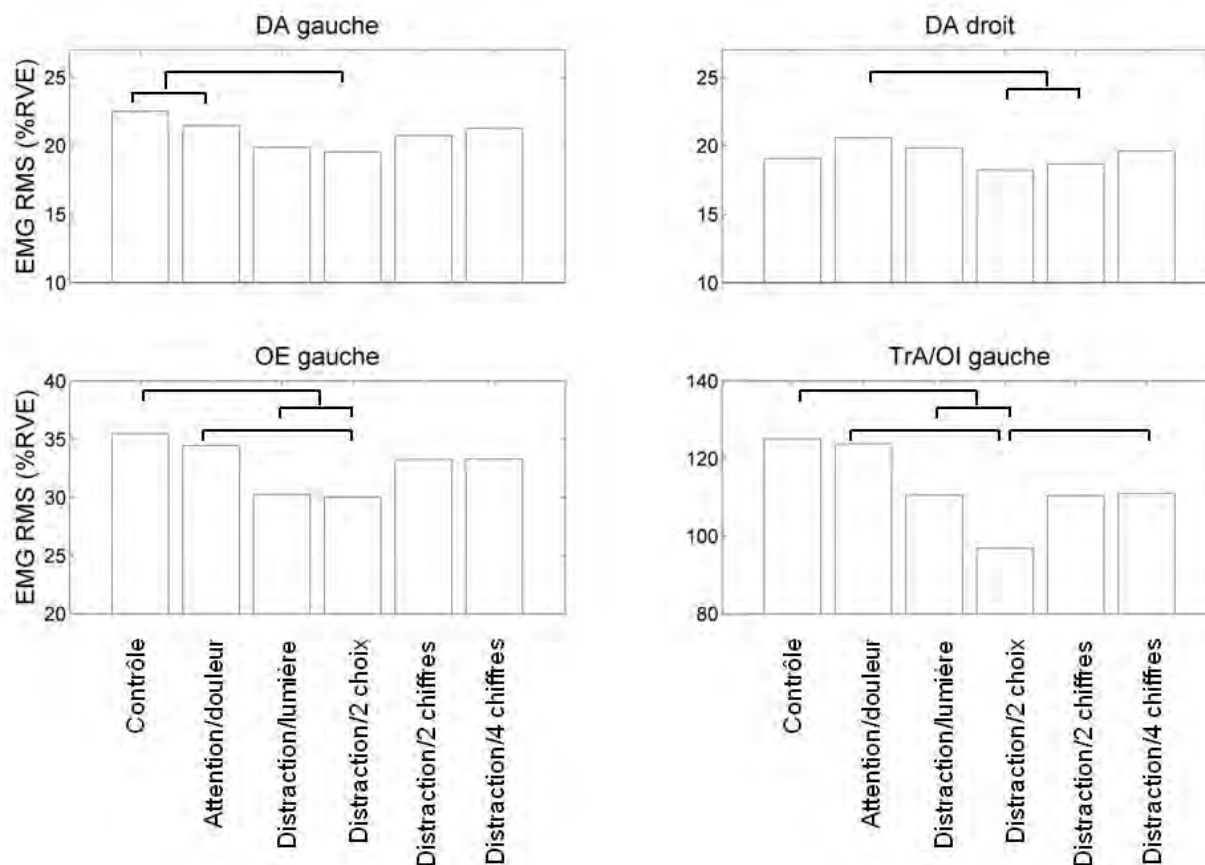 DA gauche
DA droit
EMG RMS (%RVE)
25
20
15
10
25
20
15
10
OE gauche
TrA/OI gauche
EMG RMS (%RVE)
40
35
30
25
20
140
120
100
80
Contrôle
Attention/douleur
Distraction/lumière
Distraction/2 choix
Distraction/2 chiffres
Distraction/4 chiffres
Contrôle
Attention/douleur
Distraction/lumière
Distraction/2 choix
Distraction/2 chiffres
Distraction/4 chiffres